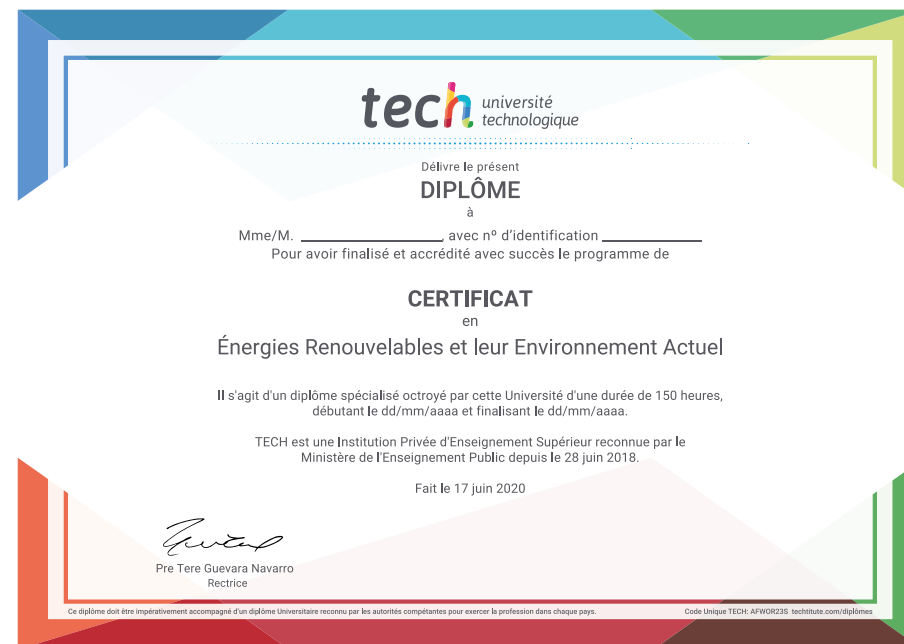 tech université
technologique
Délivre le présent
DIPLÔME
à
Mme/M. , avec nº d'identification
Pour avoir finalisé et accrédité avec succès le programme de
CERTIFICAT
en
Énergies Renouvelables et leur Environnement Actuel
Il s'agit d'un diplôme spécialisé octroyé par cette Université d'une durée de 150 heures,
débutant le dd/mm/aaaa et finalisant le dd/mm/aaaa.
TECH est une Institution Privée d'Enseignement Supérieur reconnue par le
Ministère de l'Enseignement Public depuis le 28 juin 2018.
Fait le 17 juin 2020
Pre Tere Guevara Navarro
Rectrice
Ce diplôme doit être impérativement accompagné d'un diplôme Universitaire reconnu par les autorités compétantes pour exercer la profession dans chaque pays.
Code Unique TECH: AFWOR23S techtitute.com/diplômes